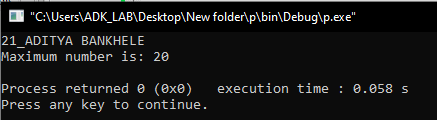 "C:\Users\ADK_LAB\Desktop\New folder\p\bin\Debug\p.exe"
21_ADITYA BANKHELE
Maximum number is: 20
Process returned 0 (0x0)   execution time : 0.058 s
Press any key to continue.